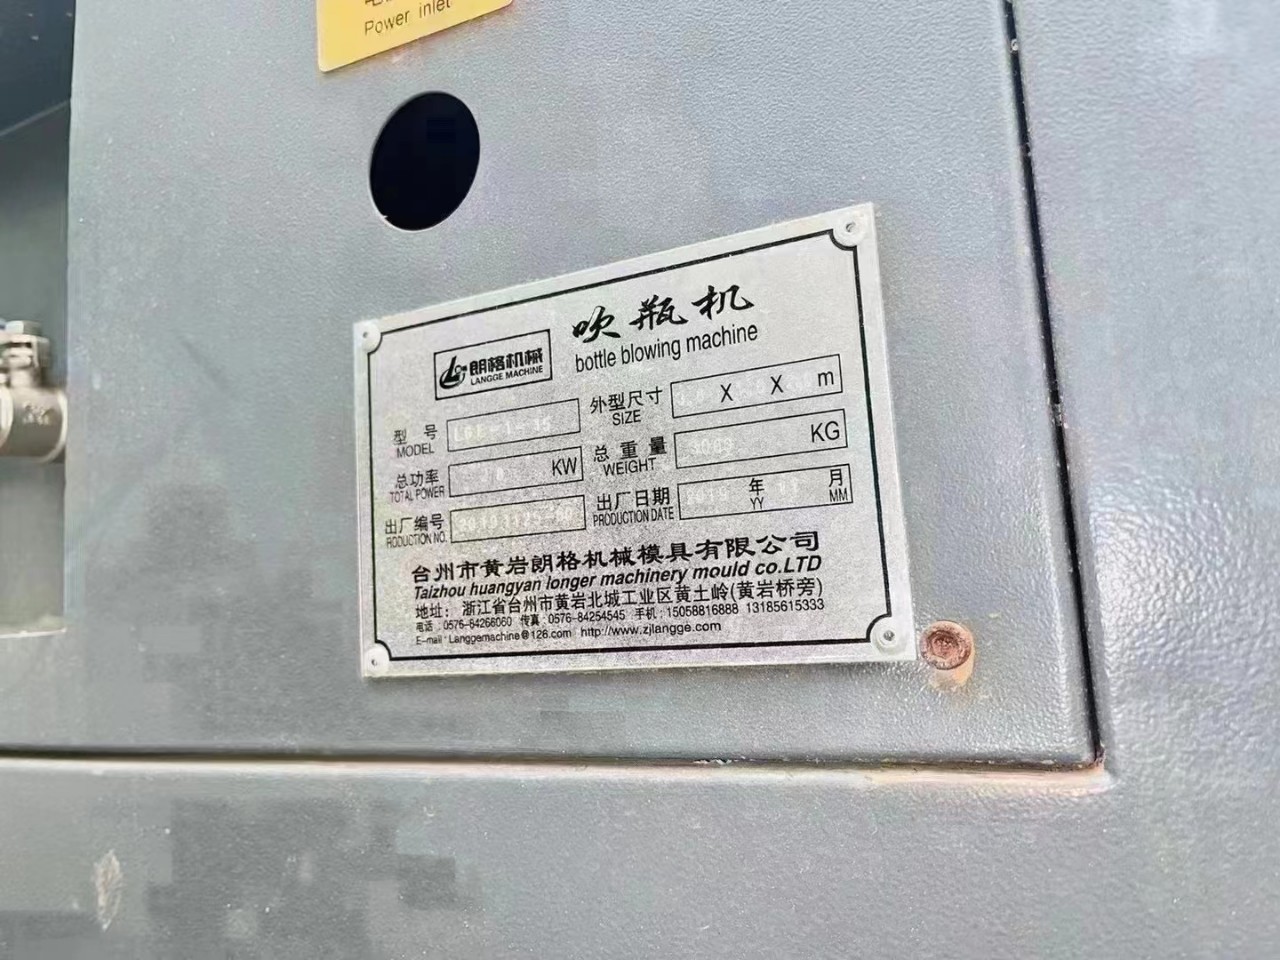 Power inlet
吹瓶机
bottle blowing machine
朗格机械
LANGGE MACHINE
型号
MODEL
外型尺寸 X X m
SIZE
总功率 KW
TOTAL POWER
总重量 KG
WEIGHT
出厂编号
RODUCTION NO.
出厂日期 2019 年 月
PRODUCTION DATE YY MM
台州市黄岩朗格机械模具有限公司
Taizhou huangyan longer machinery mould co.LTD
地址：浙江省台州市黄岩北城工业区黄土岭(黄岩桥旁)
电话：0576-84266060 传真：0576-84254545 手机：15058816888 13185615333
E-mail：Langgemachine@126.com http://www.zjlangge.com